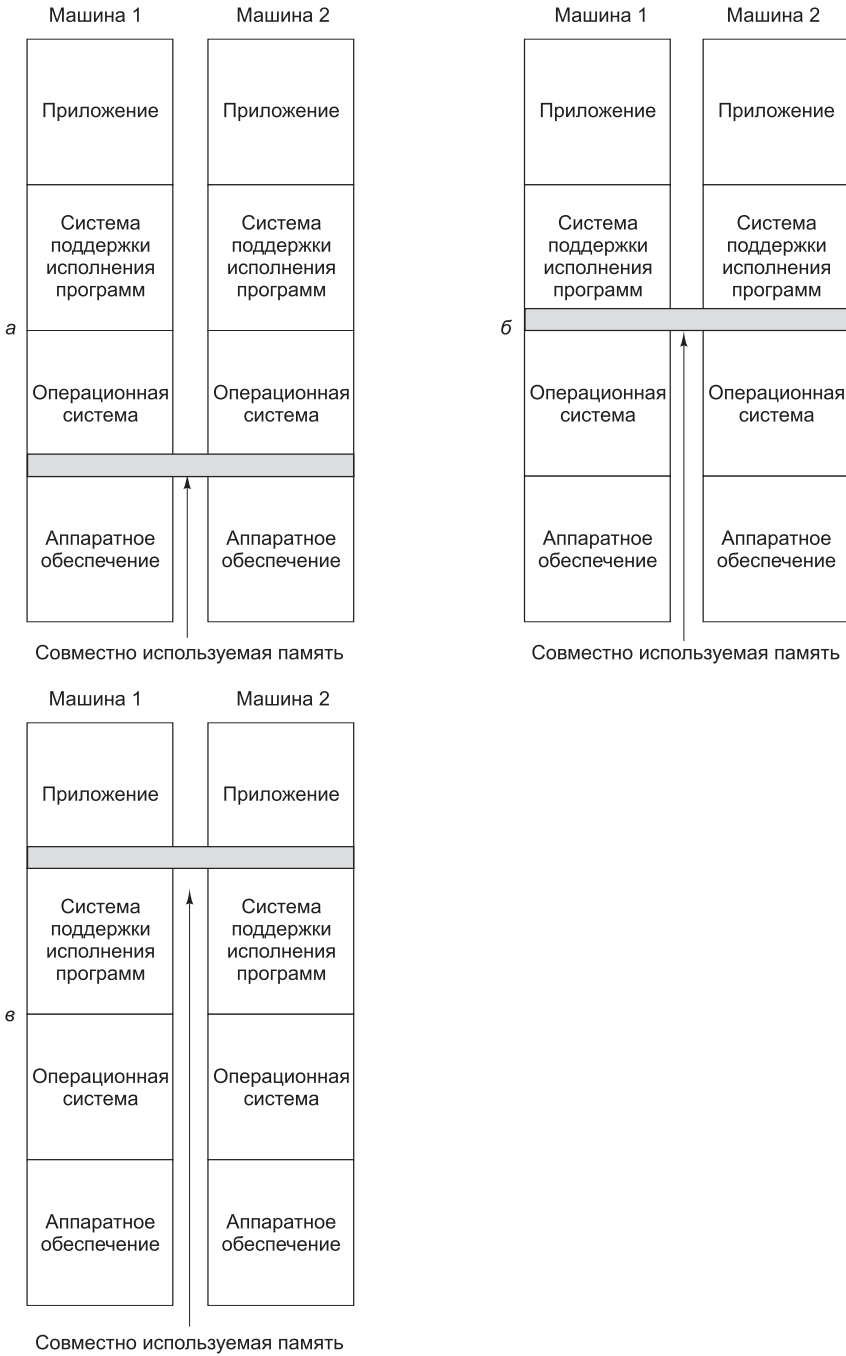 Машина 1
Машина 2
Приложение
Приложение
Система
поддержки
исполнения
программ
Система
поддержки
исполнения
программ
а
Операционная
система
Операционная
система
Аппаратное
обеспечение
Аппаратное
обеспечение
Совместно используемая память
Машина 1
Машина 2
Приложение
Приложение
Система
поддержки
исполнения
программ
Система
поддержки
исполнения
программ
б
Операционная
система
Операционная
система
Аппаратное
обеспечение
Аппаратное
обеспечение
Совместно используемая память
Машина 1
Машина 2
Приложение
Приложение
Система
поддержки
исполнения
программ
Система
поддержки
исполнения
программ
в
Операционная
система
Операционная
система
Аппаратное
обеспечение
Аппаратное
обеспечение
Совместно используемая память